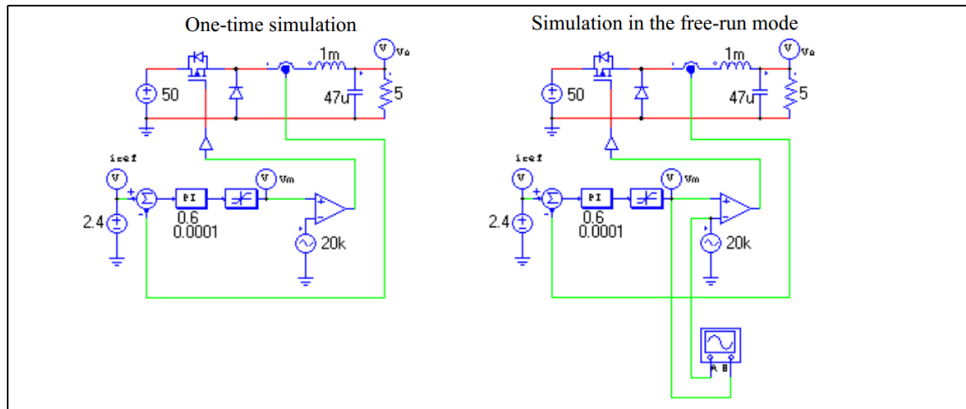 One-time simulation
Simulation in the free-run mode
V
Vo
1m
50
47u
5
iref
V
V
Vm
Σ
PI
2.4
0.6
0.0001
20k
V
Vo
1m
50
47u
5
iref
V
V
Vm
Σ
PI
2.4
0.6
0.0001
20k
A B